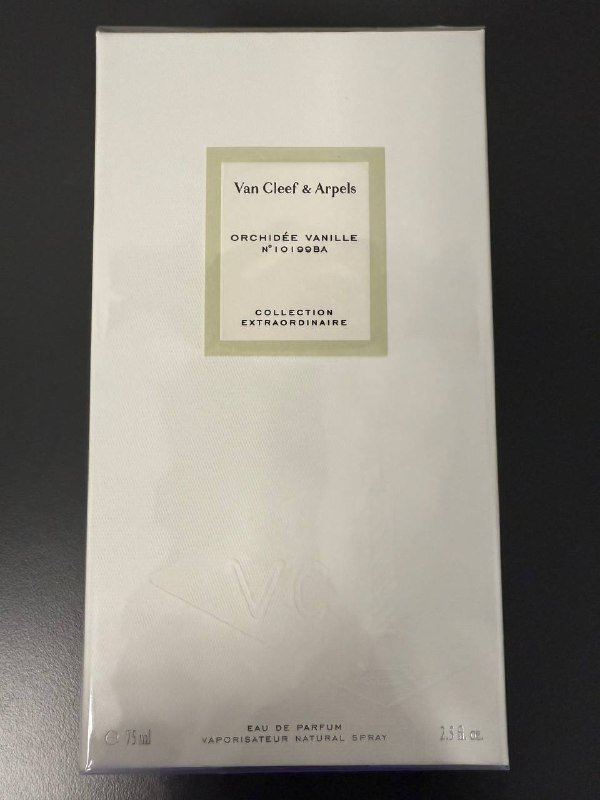 Van Cleef & Arpels
ORCHIDÉE VANILLE
N°10199BA
COLLECTION
EXTRAORDINAIRE
VC
℮ 75 ml
EAU DE PARFUM
VAPORISATEUR NATURAL SPRAY
2.5 fl. oz.